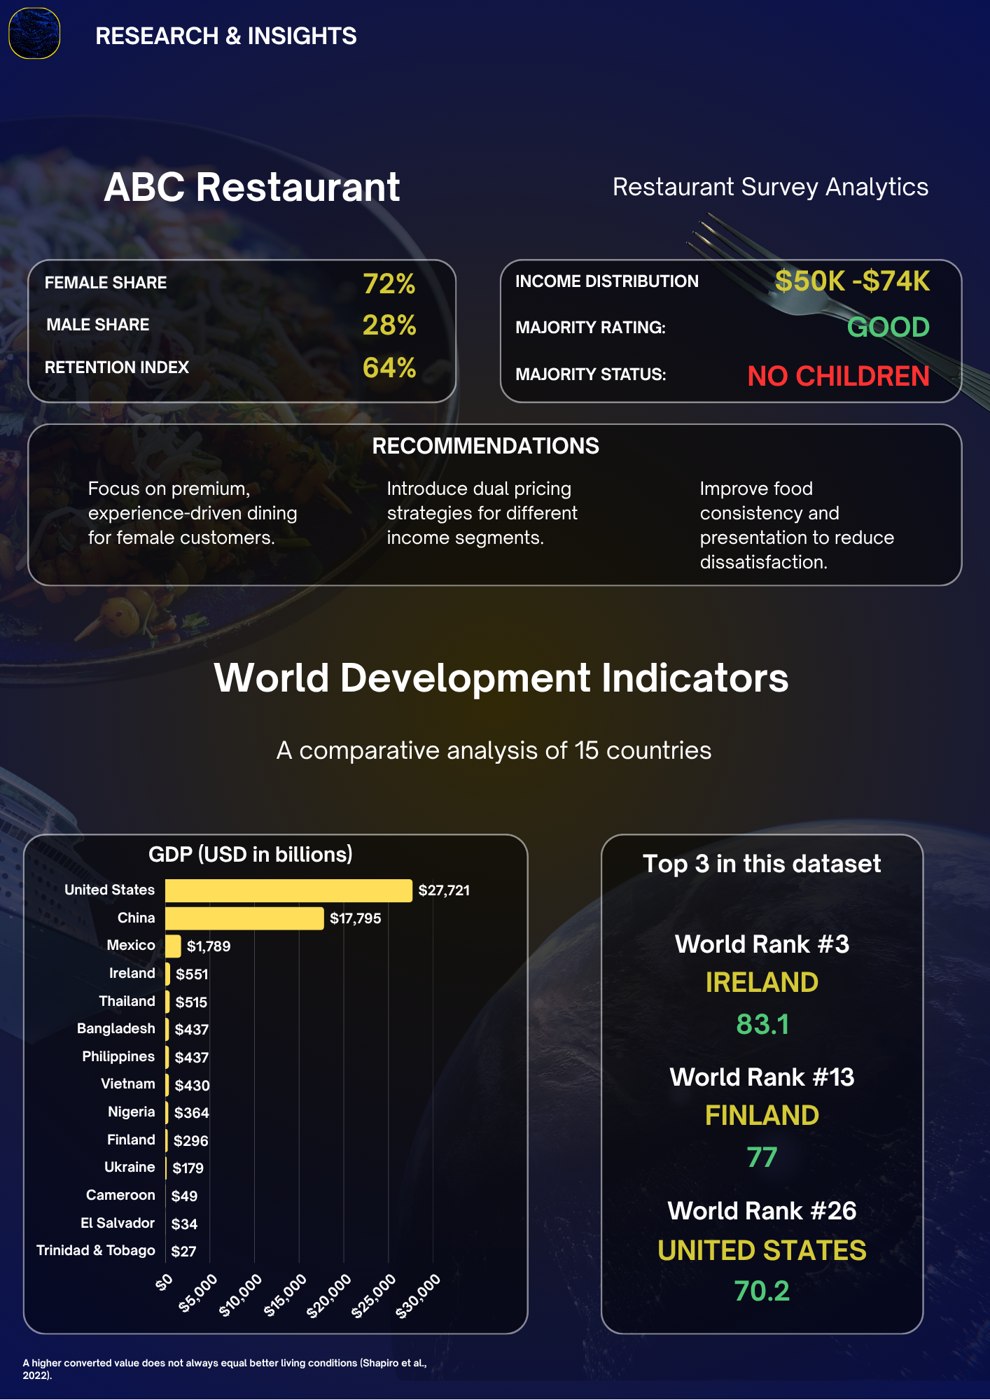 RESEARCH & INSIGHTS
ABC Restaurant
Restaurant Survey Analytics
FEMALE SHARE 72%
MALE SHARE 28%
RETENTION INDEX 64%
INCOME DISTRIBUTION $50K -$74K
MAJORITY RATING: GOOD
MAJORITY STATUS: NO CHILDREN
RECOMMENDATIONS
Focus on premium,
experience-driven dining
for female customers.
Introduce dual pricing
strategies for different
income segments.
Improve food
consistency and
presentation to reduce
dissatisfaction.
World Development Indicators
A comparative analysis of 15 countries
GDP (USD in billions)
United States $27,721
China $17,795
Mexico $1,789
Ireland $551
Thailand $515
Bangladesh $437
Philippines $437
Vietnam $430
Nigeria $364
Finland $296
Ukraine $179
Cameroon $49
El Salvador $34
Trinidad & Tobago $27
$0 $5,000 $10,000 $15,000 $20,000 $25,000 $30,000
Top 3 in this dataset
World Rank #3
IRELAND
83.1
World Rank #13
FINLAND
77
World Rank #26
UNITED STATES
70.2
A higher converted value does not always equal better living conditions (Shapiro et al.,
2022).